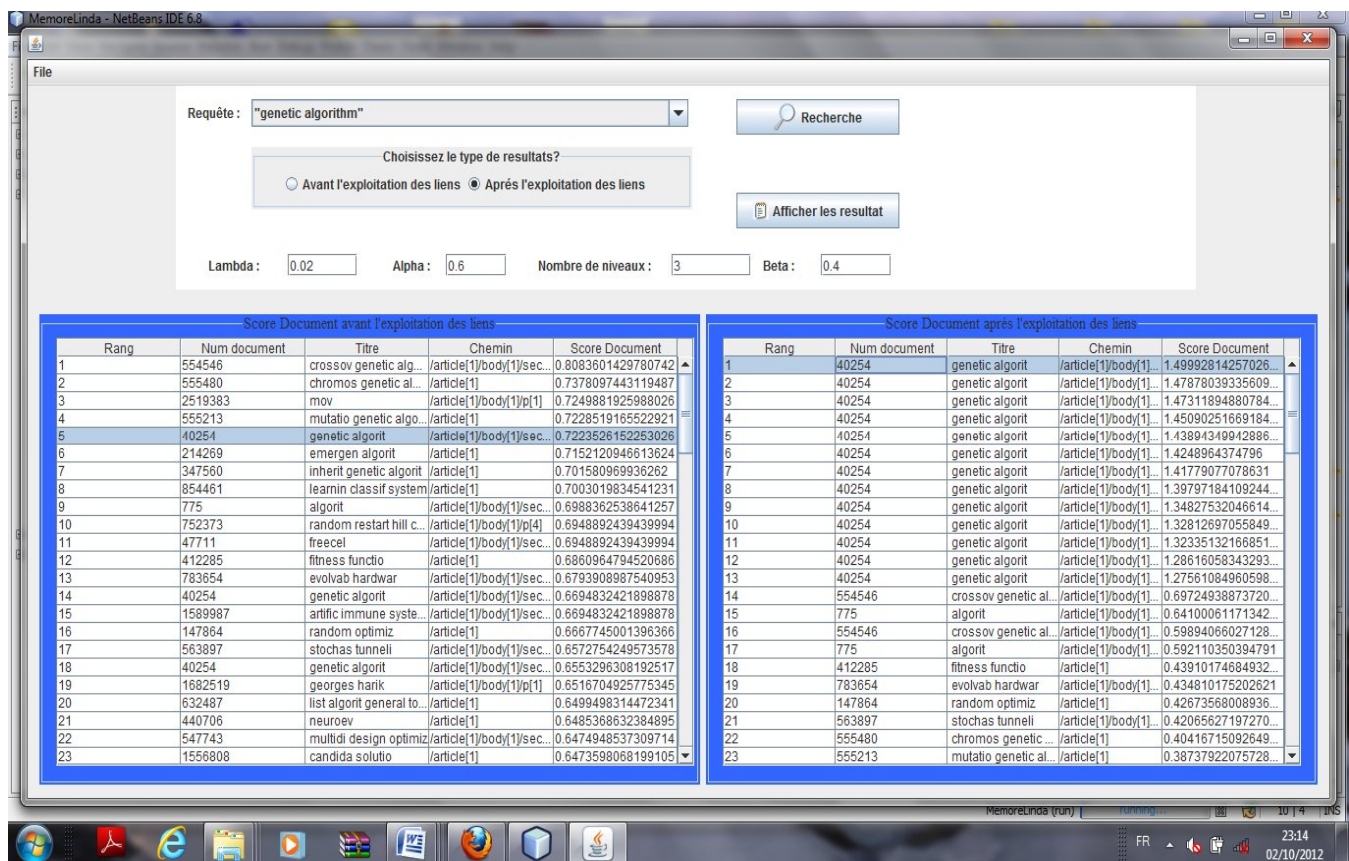 MemoreLinda - NetBeans IDE 6.8
File
Requête : "genetic algorithm" Recherche
Choisissez le type de resultats?
Avant l'exploitation des liens Aprés l'exploitation des liens
Afficher les resultat
Lambda : 0.02 Alpha : 0.6 Nombre de niveaux : 3 Beta : 0.4
Score Document avant l'exploitation des liens
Rang Num document Titre Chemin Score Document
1 554546 crossov genetic alg... /article[1]/body[1]/sec... 0.8083601429780742
2 555480 chromos genetic al... /article[1] 0.7378097443119487
3 2519383 mov /article[1]/body[1]/p[1] 0.7249881925988026
4 555213 mutatio genetic algo... /article[1] 0.7228519165522921
5 40254 genetic algorit /article[1]/body[1]/sec... 0.7223526152253026
6 214269 emergen algorit /article[1] 0.7152120946613624
7 347560 inherit genetic algorit /article[1] 0.701580969936262
8 854461 learnin classif system /article[1] 0.7003019834541231
9 775 algorit /article[1]/body[1]/sec... 0.6988362538641257
10 752373 random restart hill c... /article[1]/body[1]/p[4] 0.6948892439439994
11 47711 freecel /article[1]/body[1]/sec... 0.6948892439439994
12 412285 fitness functio /article[1] 0.6860964794520686
13 783654 evolvab hardwar /article[1]/body[1]/sec... 0.6793908987540953
14 40254 genetic algorit /article[1]/body[1]/sec... 0.6694832421898878
15 1589987 artific immune syste... /article[1]/body[1]/sec... 0.6694832421898878
16 147864 random optimiz /article[1] 0.6667745001396366
17 563897 stochas tunneli /article[1]/body[1]/sec... 0.6572754249573578
18 40254 genetic algorit /article[1]/body[1]/sec... 0.6553296308192517
19 1682519 georges harik /article[1]/body[1]/p[1] 0.6516704925775345
20 632487 list algorit general to... /article[1] 0.6499498314472341
21 440706 neuroev /article[1] 0.6485368632384895
22 547743 multidi design optimiz /article[1]/body[1]/sec... 0.6474948537309714
23 1556808 candida solutio /article[1] 0.6473598068199105
Score Document après l'exploitation des liens
Rang Num document Titre Chemin Score Document
1 40254 genetic algorit /article[1]/body[1]... 1.49992814257026...
2 40254 genetic algorit /article[1]/body[1]... 1.47878039335609...
3 40254 genetic algorit /article[1]/body[1]... 1.47311894880784...
4 40254 genetic algorit /article[1]/body[1]... 1.45090251669184...
5 40254 genetic algorit /article[1]/body[1]... 1.43894349942886...
6 40254 genetic algorit /article[1]/body[1]... 1.4248964374796
7 40254 genetic algorit /article[1]/body[1]... 1.41779077078631
8 40254 genetic algorit /article[1]/body[1]... 1.39797184109244...
9 40254 genetic algorit /article[1]/body[1]... 1.34827532046614...
10 40254 genetic algorit /article[1]/body[1]... 1.32812697055849...
11 40254 genetic algorit /article[1]/body[1]... 1.32335132166851...
12 40254 genetic algorit /article[1]/body[1]... 1.28616058343293...
13 40254 genetic algorit /article[1]/body[1]... 1.27561084960598...
14 554546 crossov genetic al... /article[1]/body[1]... 0.69724938873720...
15 775 algorit /article[1]/body[1]... 0.64100061171342...
16 554546 crossov genetic al... /article[1]/body[1]... 0.59894066027128...
17 775 algorit /article[1]/body[1]... 0.592110350394791
18 412285 fitness functio /article[1] 0.43910174684932...
19 783654 evolvab hardwar /article[1]/body[1]... 0.434810175202621
20 147864 random optimiz /article[1] 0.42673568008936...
21 563897 stochas tunneli /article[1]/body[1]... 0.42065627197270...
22 555480 chromos genetic ... /article[1] 0.40416715092649...
23 555213 mutatio genetic al... /article[1] 0.38737922075728...
MemoreLinda (run) running... 10 | 4 INS
FR 23:14
02/10/2012